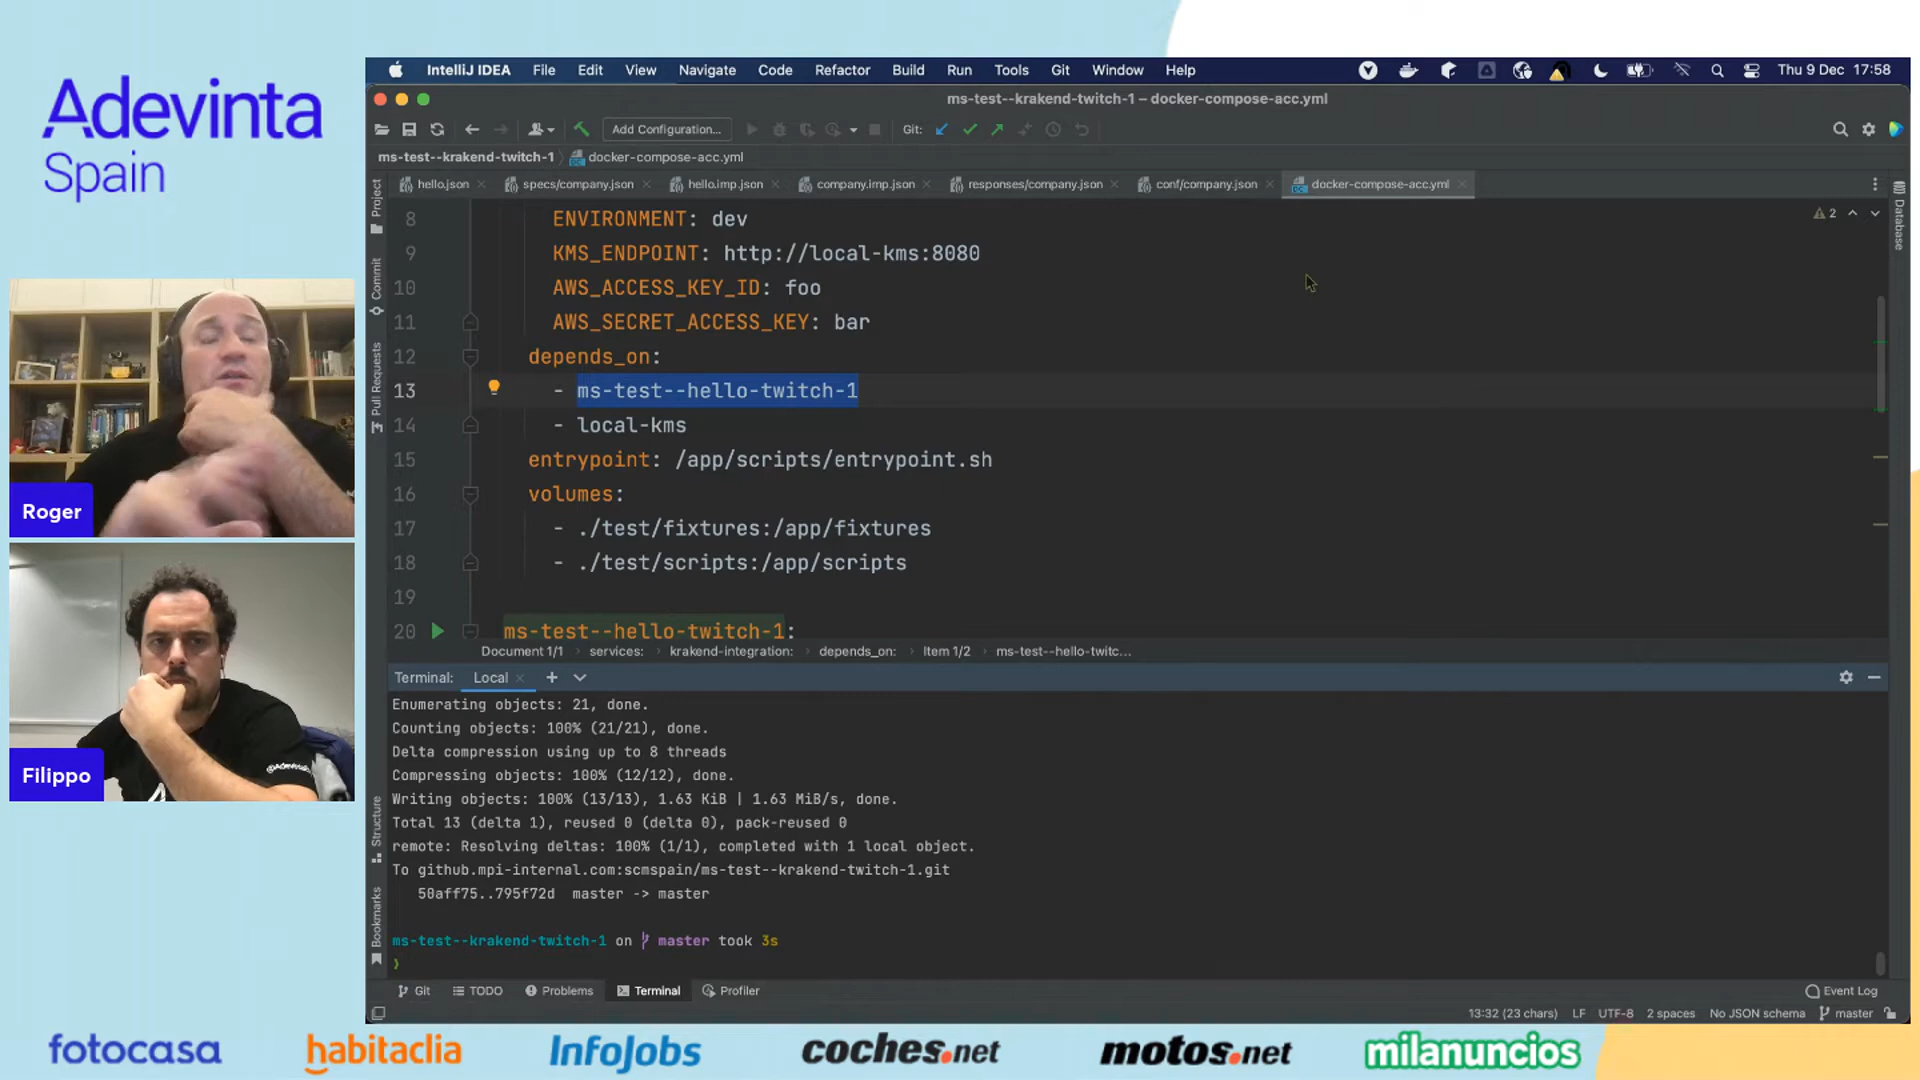 Adevinta
Spain
IntelliJ IDEA File Edit View Navigate Code Refactor Build Run Tools Git Window Help
Thu 9 Dec 17:58
ms-test--krakend-twitch-1 – docker-compose-acc.yml
Add Configuration...
Git:
ms-test--krakend-twitch-1 docker-compose-acc.yml
hello.json
specs/company.json
hello.imp.json
company.imp.json
responses/company.json
conf/company.json
docker-compose-acc.yml
Project
Commit
Pull Requests
Structure
Bookmarks
Database
2
8 ENVIRONMENT: dev
9 KMS_ENDPOINT: http://local-kms:8080
10 AWS_ACCESS_KEY_ID: foo
11 AWS_SECRET_ACCESS_KEY: bar
12 depends_on:
13 - ms-test--hello-twitch-1
14 - local-kms
15 entrypoint: /app/scripts/entrypoint.sh
16 volumes:
17 - ./test/fixtures:/app/fixtures
18 - ./test/scripts:/app/scripts
19
20 ms-test--hello-twitch-1:
Document 1/1 services: krakend-integration: depends_on: Item 1/2 ms-test--hello-twitc...
Terminal: Local
Enumerating objects: 21, done.
Counting objects: 100% (21/21), done.
Delta compression using up to 8 threads
Compressing objects: 100% (12/12), done.
Writing objects: 100% (13/13), 1.63 KiB | 1.63 MiB/s, done.
Total 13 (delta 1), reused 0 (delta 0), pack-reused 0
remote: Resolving deltas: 100% (1/1), completed with 1 local object.
To github.mpi-internal.com:scmspain/ms-test--krakend-twitch-1.git
50aff75..795f72d master -> master
ms-test--krakend-twitch-1 on master took 3s
❯
Git TODO Problems Terminal Profiler
Event Log
13:32 (23 chars) LF UTF-8 2 spaces No JSON schema master
Roger
Filippo
fotocasa
habitaclia
InfoJobs
coches.net
motos.net
milanuncios